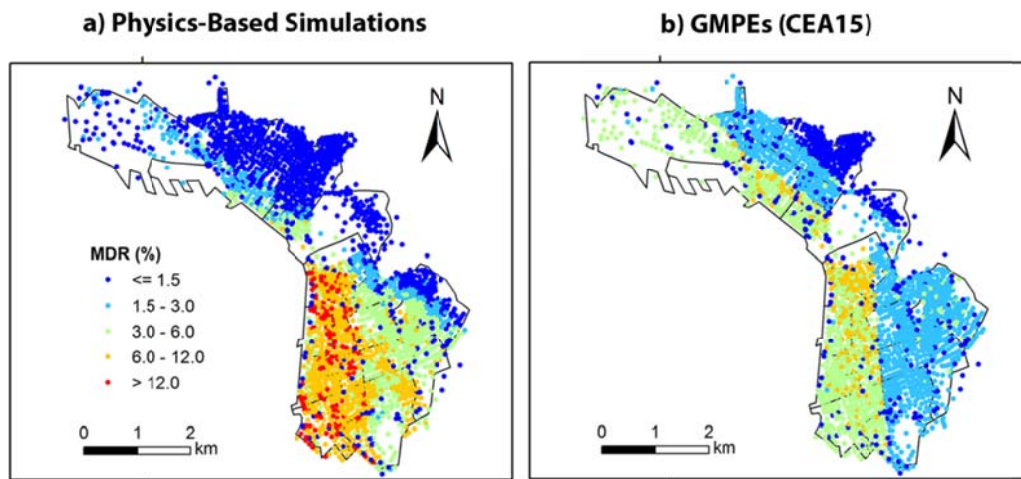 a) Physics-Based Simulations
b) GMPEs (CEA15)
N
MDR (%)
<= 1.5
1.5 - 3.0
3.0 - 6.0
6.0 - 12.0
> 12.0
0 1 2
km
N
0 1 2
km